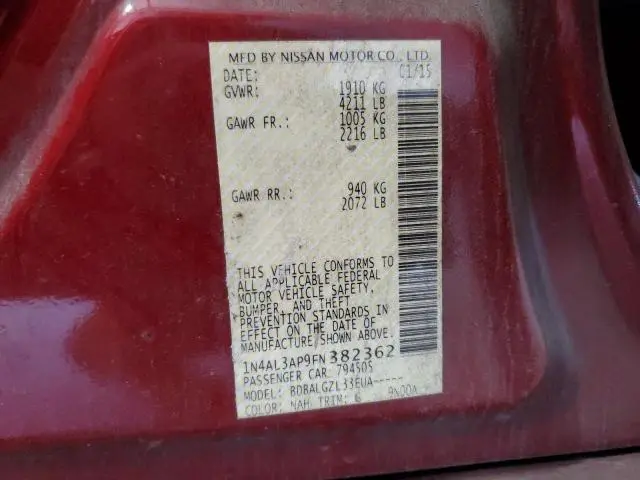 MFD BY NISSAN MOTOR CO., LTD.
DATE: 01/15
GVWR: 1910 KG
4211 LB
GAWR FR.: 1005 KG
2216 LB
GAWR RR.: 940 KG
2072 LB
THIS VEHICLE CONFORMS TO
ALL APPLICABLE FEDERAL
MOTOR VEHICLE SAFETY,
BUMPER, AND THEFT
PREVENTION STANDARDS IN
EFFECT ON THE DATE OF
MANUFACTURE SHOWN ABOVE.
1N4AL3AP9FN382362
PASSENGER CAR 794505
MODEL: BDBALGZL33EUA-----
COLOR: NAH TRIM: G